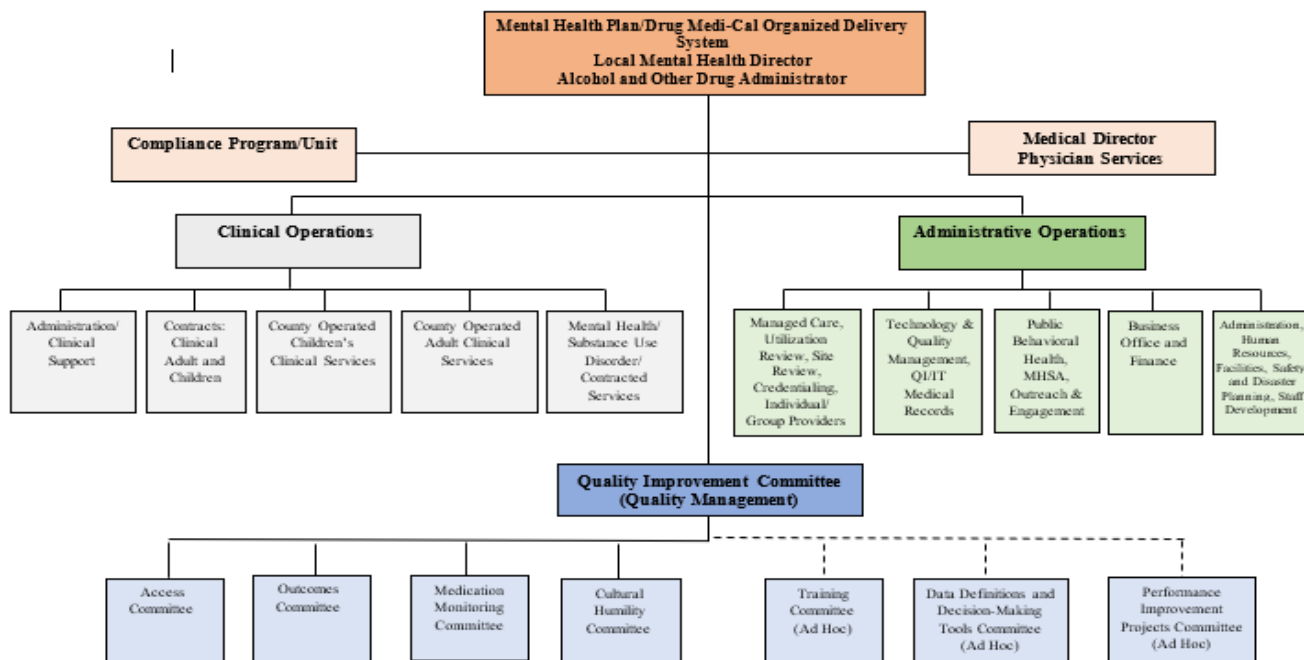 Mental Health Plan/Drug Medi-Cal Organized Delivery
System
Local Mental Health Director
Alcohol and Other Drug Administrator
Compliance Program/Unit
Medical Director
Physician Services
Clinical Operations
Administrative Operations
Administration/
Clinical
Support
Contracts:
Clinical
Adult and
Children
County Operated
Children's
Clinical Services
County Operated
Adult Clinical
Services
Mental Health/
Substance Use
Disorder/
Contracted
Services
Managed Care,
Utilization
Review, Site
Review,
Credentialing,
Individual/
Group Providers
Technology &
Quality
Management,
QI/IT
Medical
Records
Public
Behavioral
Health,
MHSA,
Outreach &
Engagement
Business
Office and
Finance
Administration,
Human
Resources,
Facilities, Safety
and Disaster
Planning, Staff
Development
Quality Improvement Committee
(Quality Management)
Access
Committee
Outcomes
Committee
Medication
Monitoring
Committee
Cultural
Humility
Committee
Training
Committee
(Ad Hoc)
Data Definitions and
Decision-Making
Tools Committee
(Ad Hoc)
Performance
Improvement
Projects Committee
(Ad Hoc)